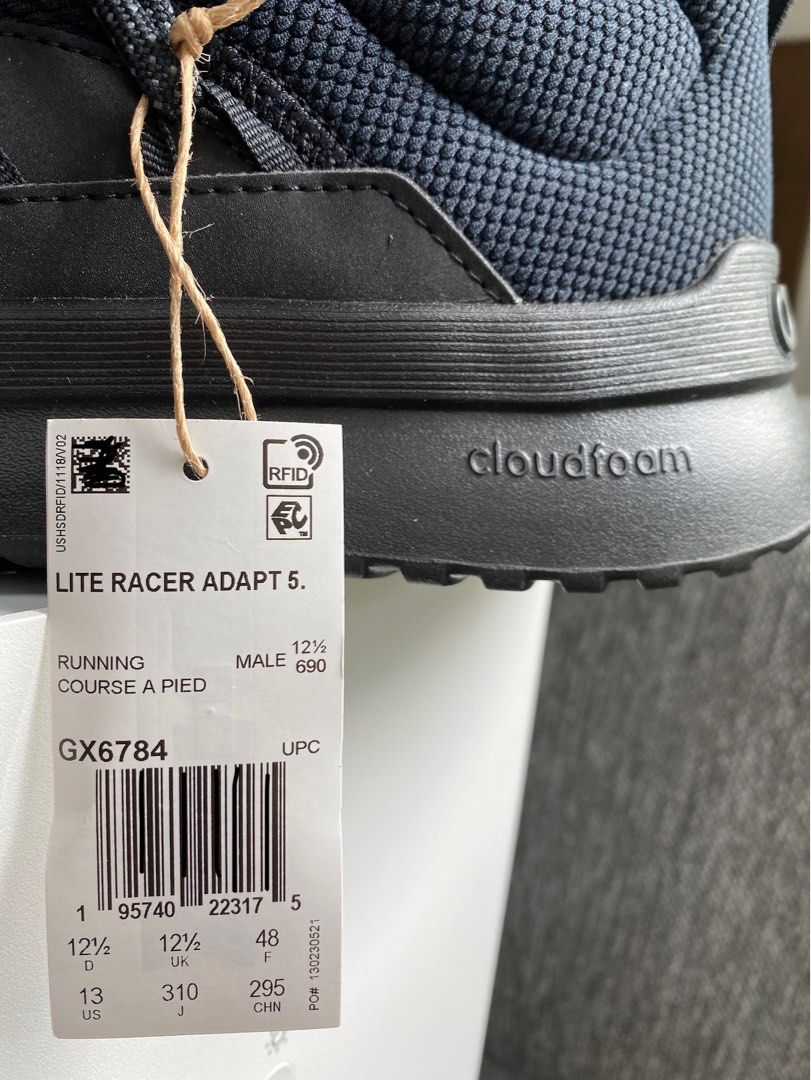 cloudfoam
USHSDRFID/1118/V02
RFID
EPC™
LITE RACER ADAPT 5.
RUNNING MALE 12½
COURSE A PIED 690
GX6784 UPC
1 95740 22317 5
12½ 12½ 48
D UK F
13 310 295
US J CHN
PO# 130230521